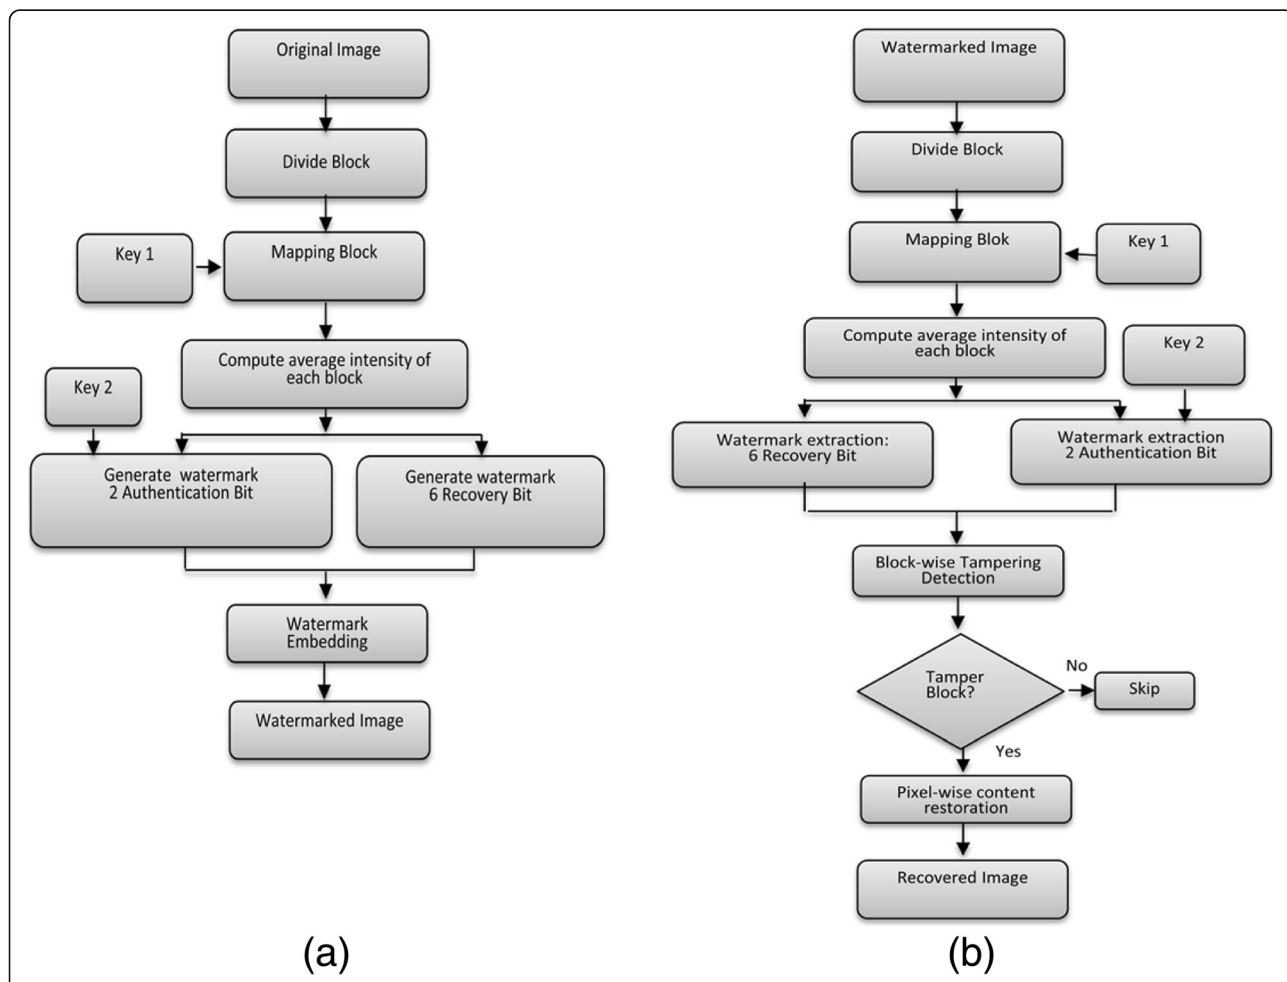 Original Image
Divide Block
Key 1
Mapping Block
Compute average intensity of
each block
Key 2
Generate watermark
2 Authentication Bit
Generate watermark
6 Recovery Bit
Watermark
Embedding
Watermarked Image
(a)
Watermarked Image
Divide Block
Mapping Blok
Key 1
Compute average intensity of
each block
Key 2
Watermark extraction:
6 Recovery Bit
Watermark extraction
2 Authentication Bit
Block-wise Tampering
Detection
Tamper
Block?
No
Skip
Yes
Pixel-wise content
restoration
Recovered Image
(b)